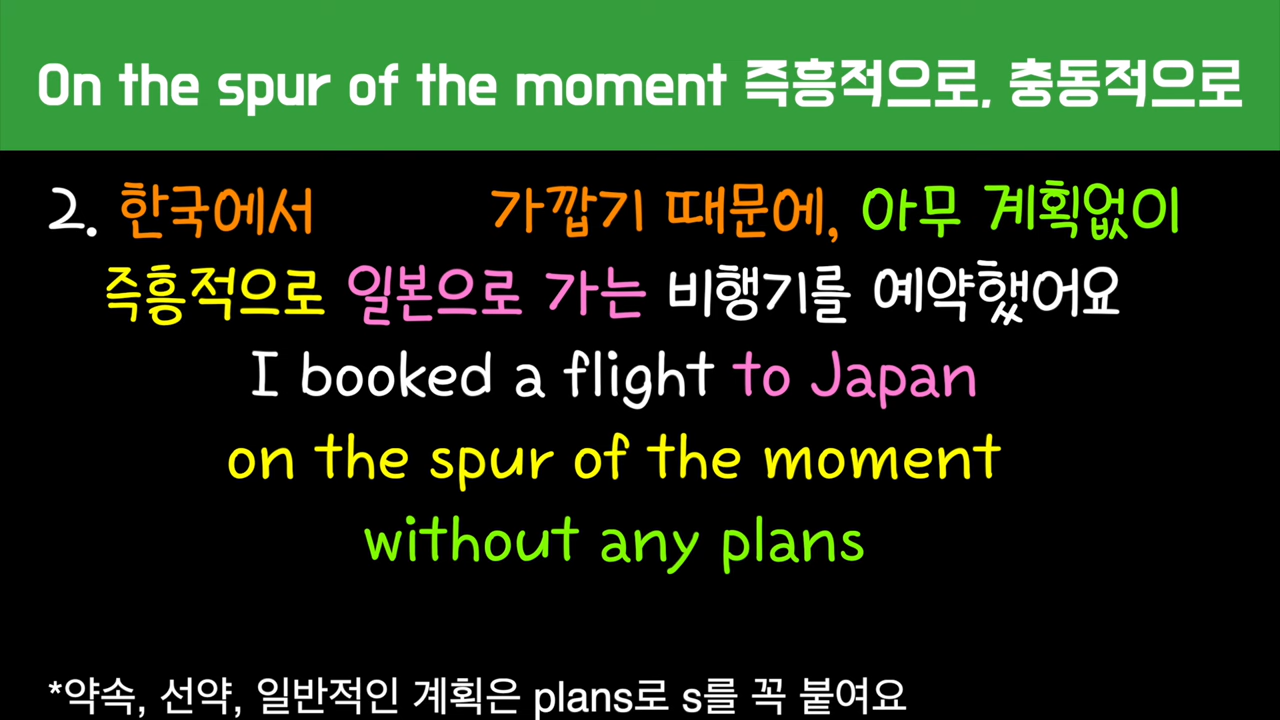 On the spur of the moment 즉흥적으로, 충동적으로
2. 한국에서 가깝기 때문에, 아무 계획없이
즉흥적으로 일본으로 가는 비행기를 예약했어요
I booked a flight to Japan
on the spur of the moment
without any plans
*약속, 선약, 일반적인 계획은 plans로 s를 꼭 붙여요